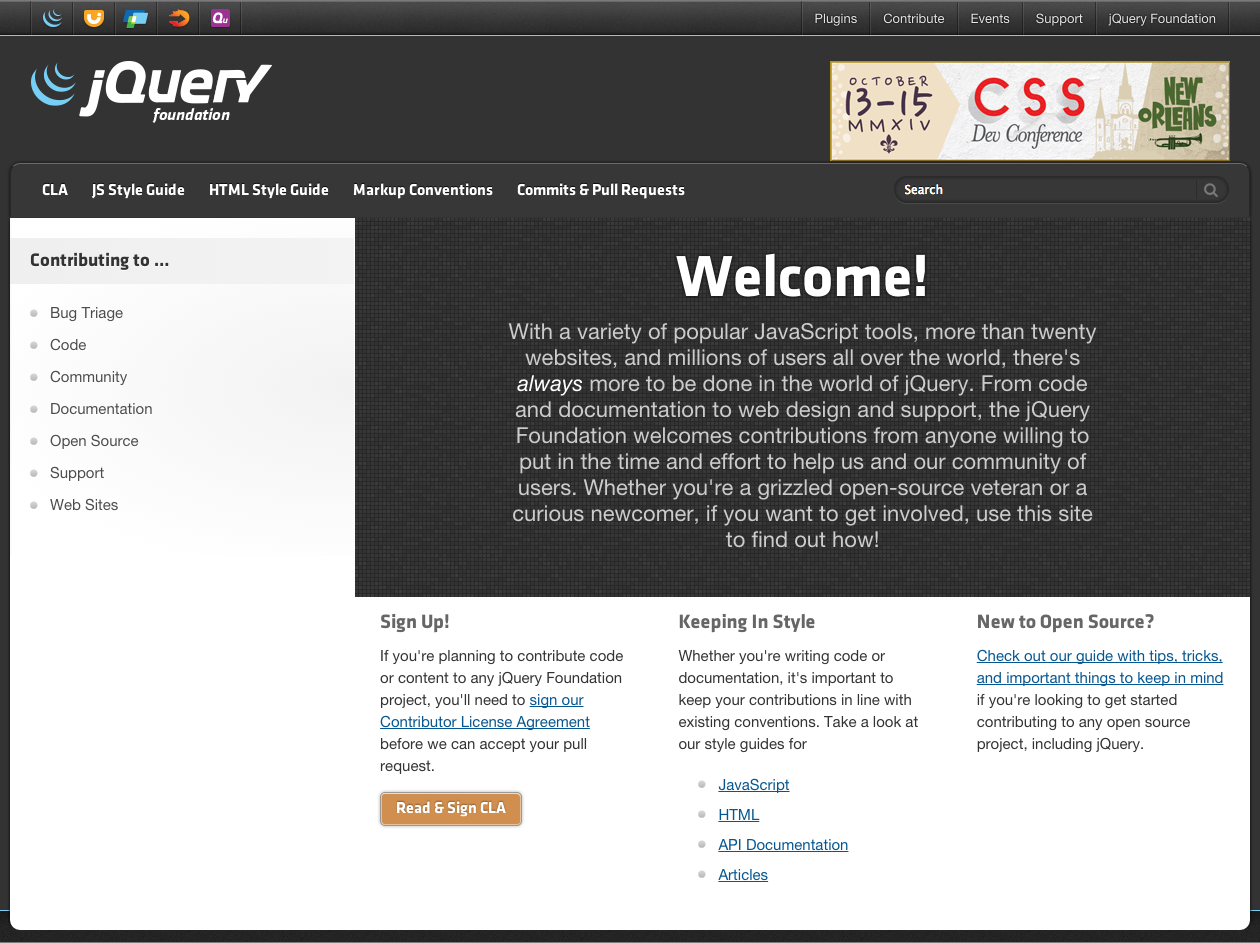 Qu
Plugins
Contribute
Events
Support
jQuery Foundation
jQuery
foundation
OCTOBER
13-15
MMXIV
CSS
Dev Conference
NEW
ORLEANS
CLA
JS Style Guide
HTML Style Guide
Markup Conventions
Commits & Pull Requests
Search
Contributing to ...
Bug Triage
Code
Community
Documentation
Open Source
Support
Web Sites
Welcome!
With a variety of popular JavaScript tools, more than twenty
websites, and millions of users all over the world, there's
always more to be done in the world of jQuery. From code
and documentation to web design and support, the jQuery
Foundation welcomes contributions from anyone willing to
put in the time and effort to help us and our community of
users. Whether you're a grizzled open-source veteran or a
curious newcomer, if you want to get involved, use this site
to find out how!
Sign Up!
If you're planning to contribute code
or content to any jQuery Foundation
project, you'll need to sign our
Contributor License Agreement
before we can accept your pull
request.
Read & Sign CLA
Keeping In Style
Whether you're writing code or
documentation, it's important to
keep your contributions in line with
existing conventions. Take a look at
our style guides for
JavaScript
HTML
API Documentation
Articles
New to Open Source?
Check out our guide with tips, tricks,
and important things to keep in mind
if you're looking to get started
contributing to any open source
project, including jQuery.